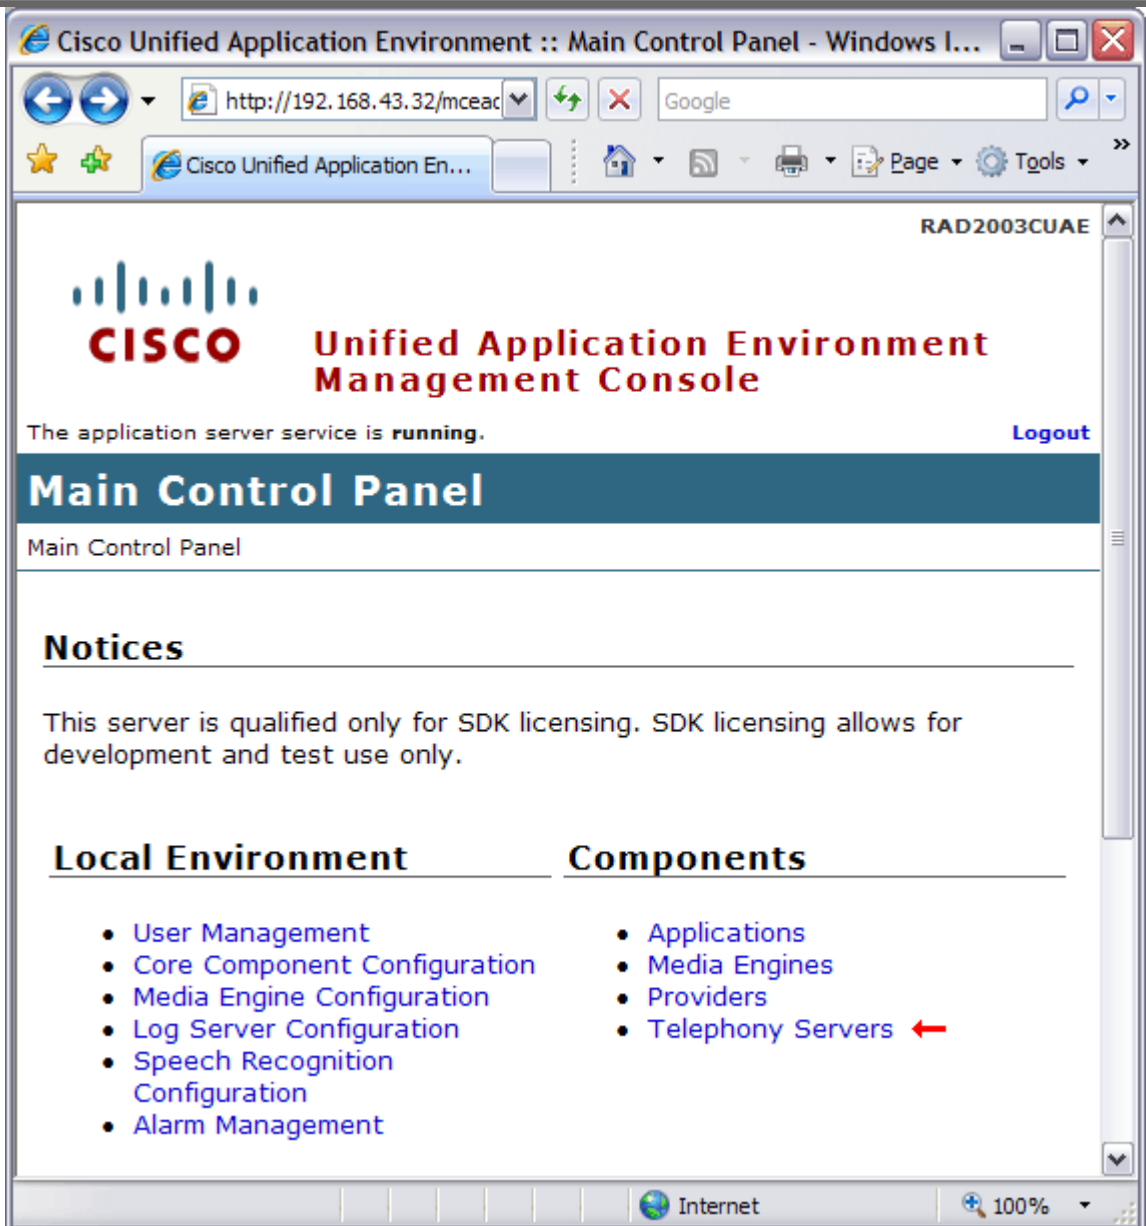 Cisco Unified Application Environment :: Main Control Panel - Windows I...
http://192.168.43.32/mceac
Google
Cisco Unified Application En...
Page
Tools
»
RAD2003CUAE
CISCO
Unified Application Environment
Management Console
The application server service is running.
Logout
Main Control Panel
Main Control Panel
Notices
This server is qualified only for SDK licensing. SDK licensing allows for
development and test use only.
Local Environment
• User Management
• Core Component Configuration
• Media Engine Configuration
• Log Server Configuration
• Speech Recognition
Configuration
• Alarm Management
Components
• Applications
• Media Engines
• Providers
• Telephony Servers
Internet
100%